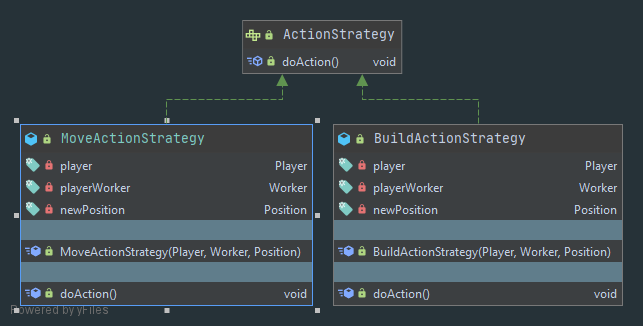 ActionStrategy
doAction() void
MoveActionStrategy
player Player
playerWorker Worker
newPosition Position
MoveActionStrategy(Player, Worker, Position)
doAction() void
BuildActionStrategy
player Player
playerWorker Worker
newPosition Position
BuildActionStrategy(Player, Worker, Position)
doAction() void
Powered by yFiles